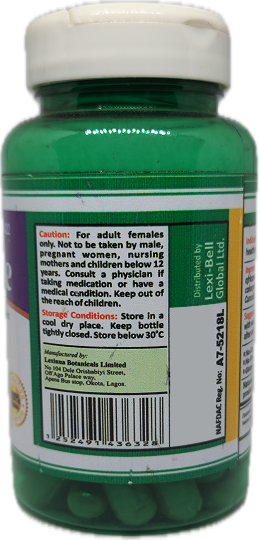 Caution: For adult females
only. Not to be taken by male,
pregnant women, nursing
mothers and children below 12
years. Consult a physician if
taking medication or have a
medical condition. Keep out of
the reach of children.
Storage Conditions: Store in a
cool dry place. Keep bottle
tightly closed. Store below 30°C
Manufactured by:
Lexinna Botanicals Limited
No 104 Dele Orishabiyi Street,
Off Ago Palace way,
Apena Bus stop, Okota, Lagos.
1232491436328
Distributed by
Lexi-Bell
Global Ltd.
NAFDAC Reg. No: A7-5218L